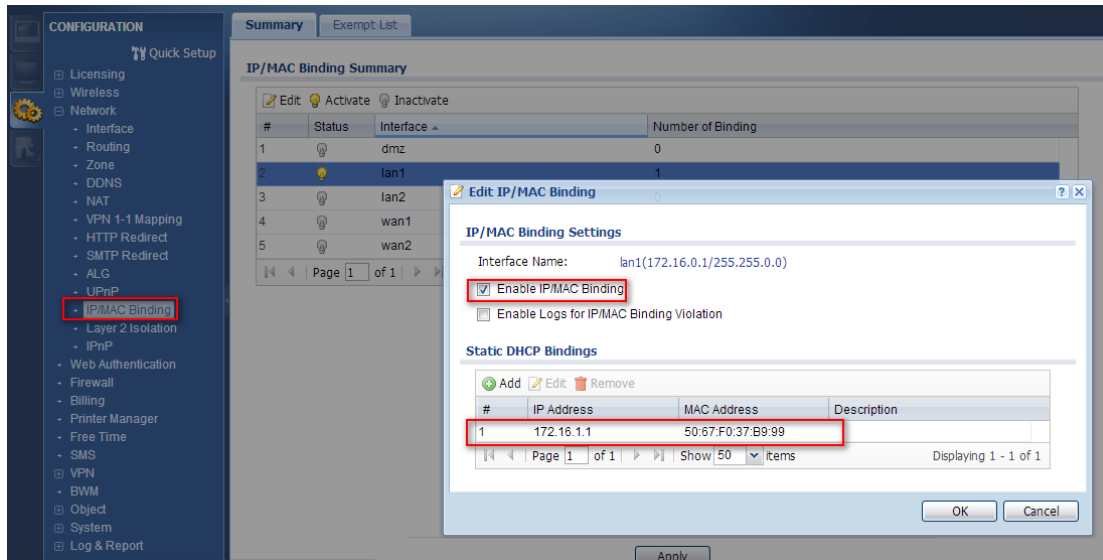 CONFIGURATION
Quick Setup
Licensing
Wireless
Network
Interface
Routing
Zone
DDNS
NAT
VPN 1-1 Mapping
HTTP Redirect
SMTP Redirect
ALG
UPnP
IP/MAC Binding
Layer 2 Isolation
IPnP
Web Authentication
Firewall
Billing
Printer Manager
Free Time
SMS
VPN
BWM
Object
System
Log & Report
Summary Exempt List
IP/MAC Binding Summary
Edit Activate Inactivate
# Status Interface Number of Binding
1 dmz 0
2 lan1 1
3 lan2 0
4 wan1
5 wan2
Page 1 of 1
Edit IP/MAC Binding
IP/MAC Binding Settings
Interface Name: lan1(172.16.0.1/255.255.0.0)
Enable IP/MAC Binding
Enable Logs for IP/MAC Binding Violation
Static DHCP Bindings
Add Edit Remove
# IP Address MAC Address Description
1 172.16.1.1 50:67:F0:37:B9:99
Page 1 of 1 Show 50 items Displaying 1 - 1 of 1
OK Cancel
Apply